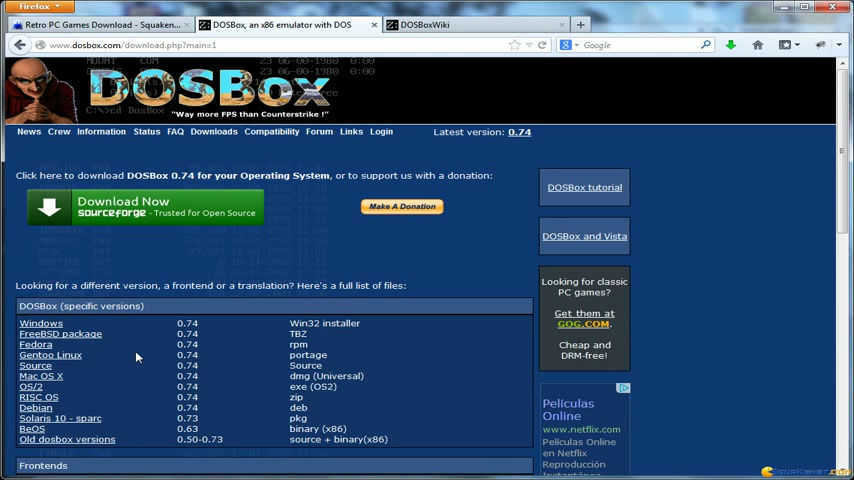 Firefox
Retro PC Games Download - Squaken...
DOSBox, an x86 emulator with DOS
DOSBoxWiki
www.dosbox.com/download.php?main=1
Google
DOSBox
"Way more FPS than Counterstrike !"
News Crew Information Status FAQ Downloads Compatibility Forum Links Login
Latest version: 0.74
Click here to download DOSBox 0.74 for your Operating System, or to support us with a donation:
Download Now
sourceforge - Trusted for Open Source
Make A Donation
DOSBox tutorial
DOSBox and Vista
Looking for classic
PC games?
Get them at
GOG.COM.
Cheap and
DRM-free!
Looking for a different version, a frontend or a translation? Here's a full list of files:
DOSBox (specific versions)
Windows 0.74 Win32 installer
FreeBSD package 0.74 TBZ
Fedora 0.74 rpm
Gentoo Linux 0.74 portage
Source 0.74 Source
Mac OS X 0.74 dmg (Universal)
OS/2 0.74 exe (OS2)
RISC OS 0.74 zip
Debian 0.74 deb
Solaris 10 - sparc 0.73 pkg
BeOS 0.63 binary (x86)
Old dosbox versions 0.50-0.73 source + binary(x86)
Frontends
Películas
Online
www.netflix.com
Películas Online
en Netflix
Reproducción